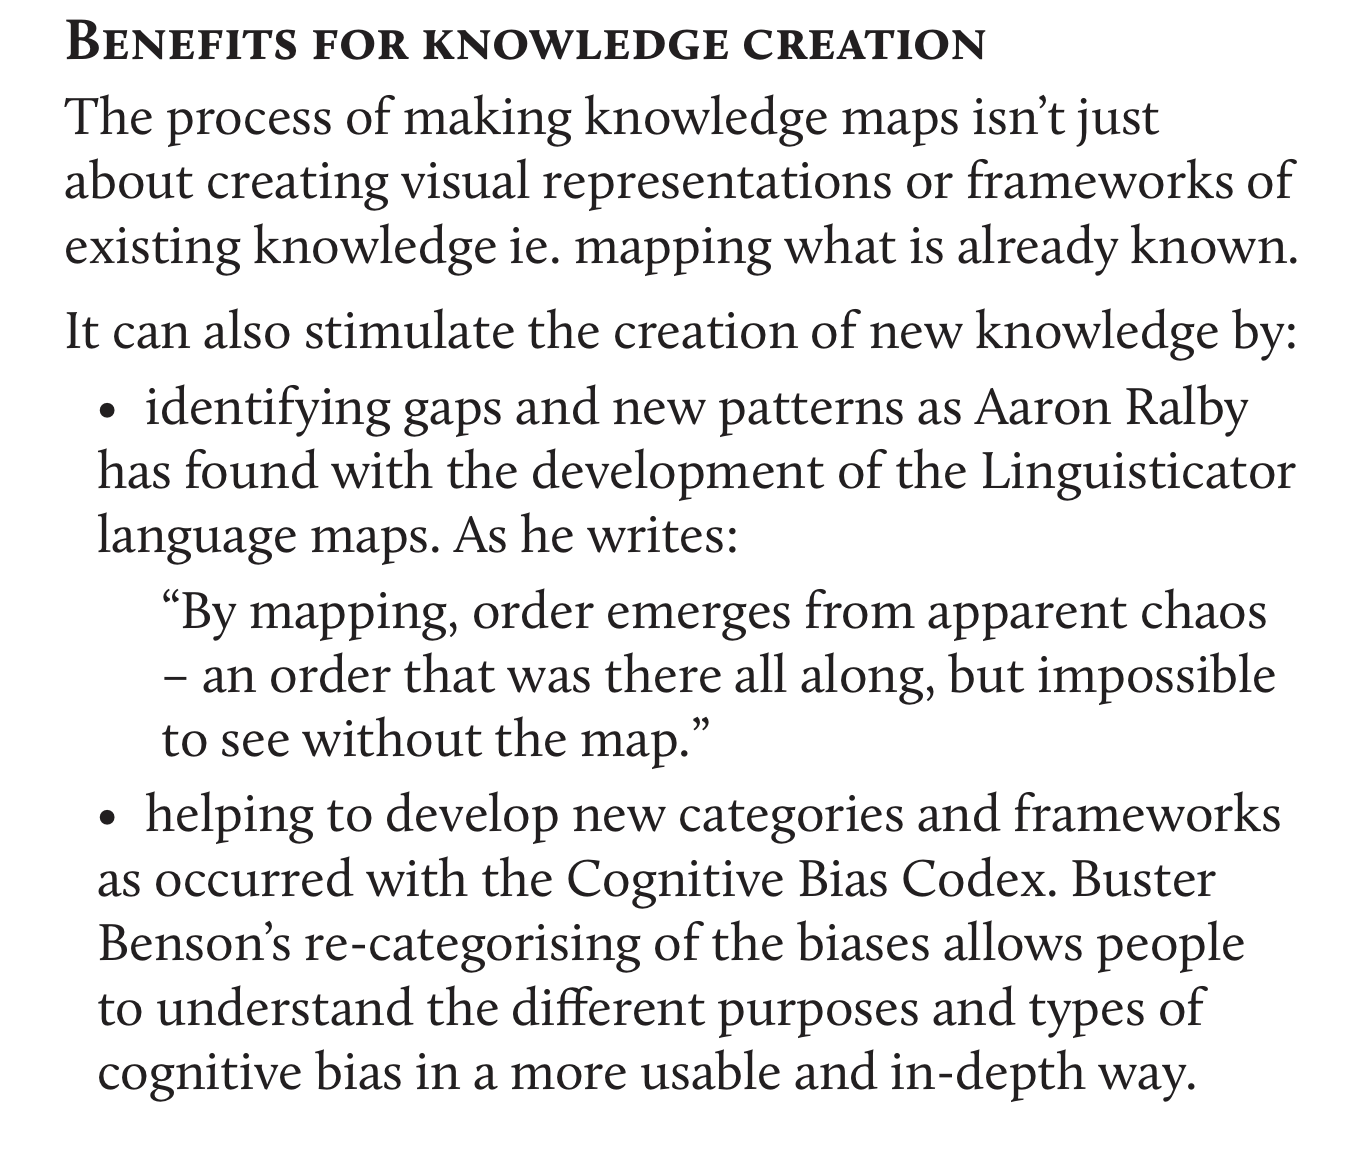 BENEFITS FOR KNOWLEDGE CREATION
The process of making knowledge maps isn’t just
about creating visual representations or frameworks of
existing knowledge ie. mapping what is already known.
It can also stimulate the creation of new knowledge by:
• identifying gaps and new patterns as Aaron Ralby
has found with the development of the Linguisticator
language maps. As he writes:
“By mapping, order emerges from apparent chaos
– an order that was there all along, but impossible
to see without the map.”
• helping to develop new categories and frameworks
as occurred with the Cognitive Bias Codex. Buster
Benson’s re-categorising of the biases allows people
to understand the different purposes and types of
cognitive bias in a more usable and in-depth way.